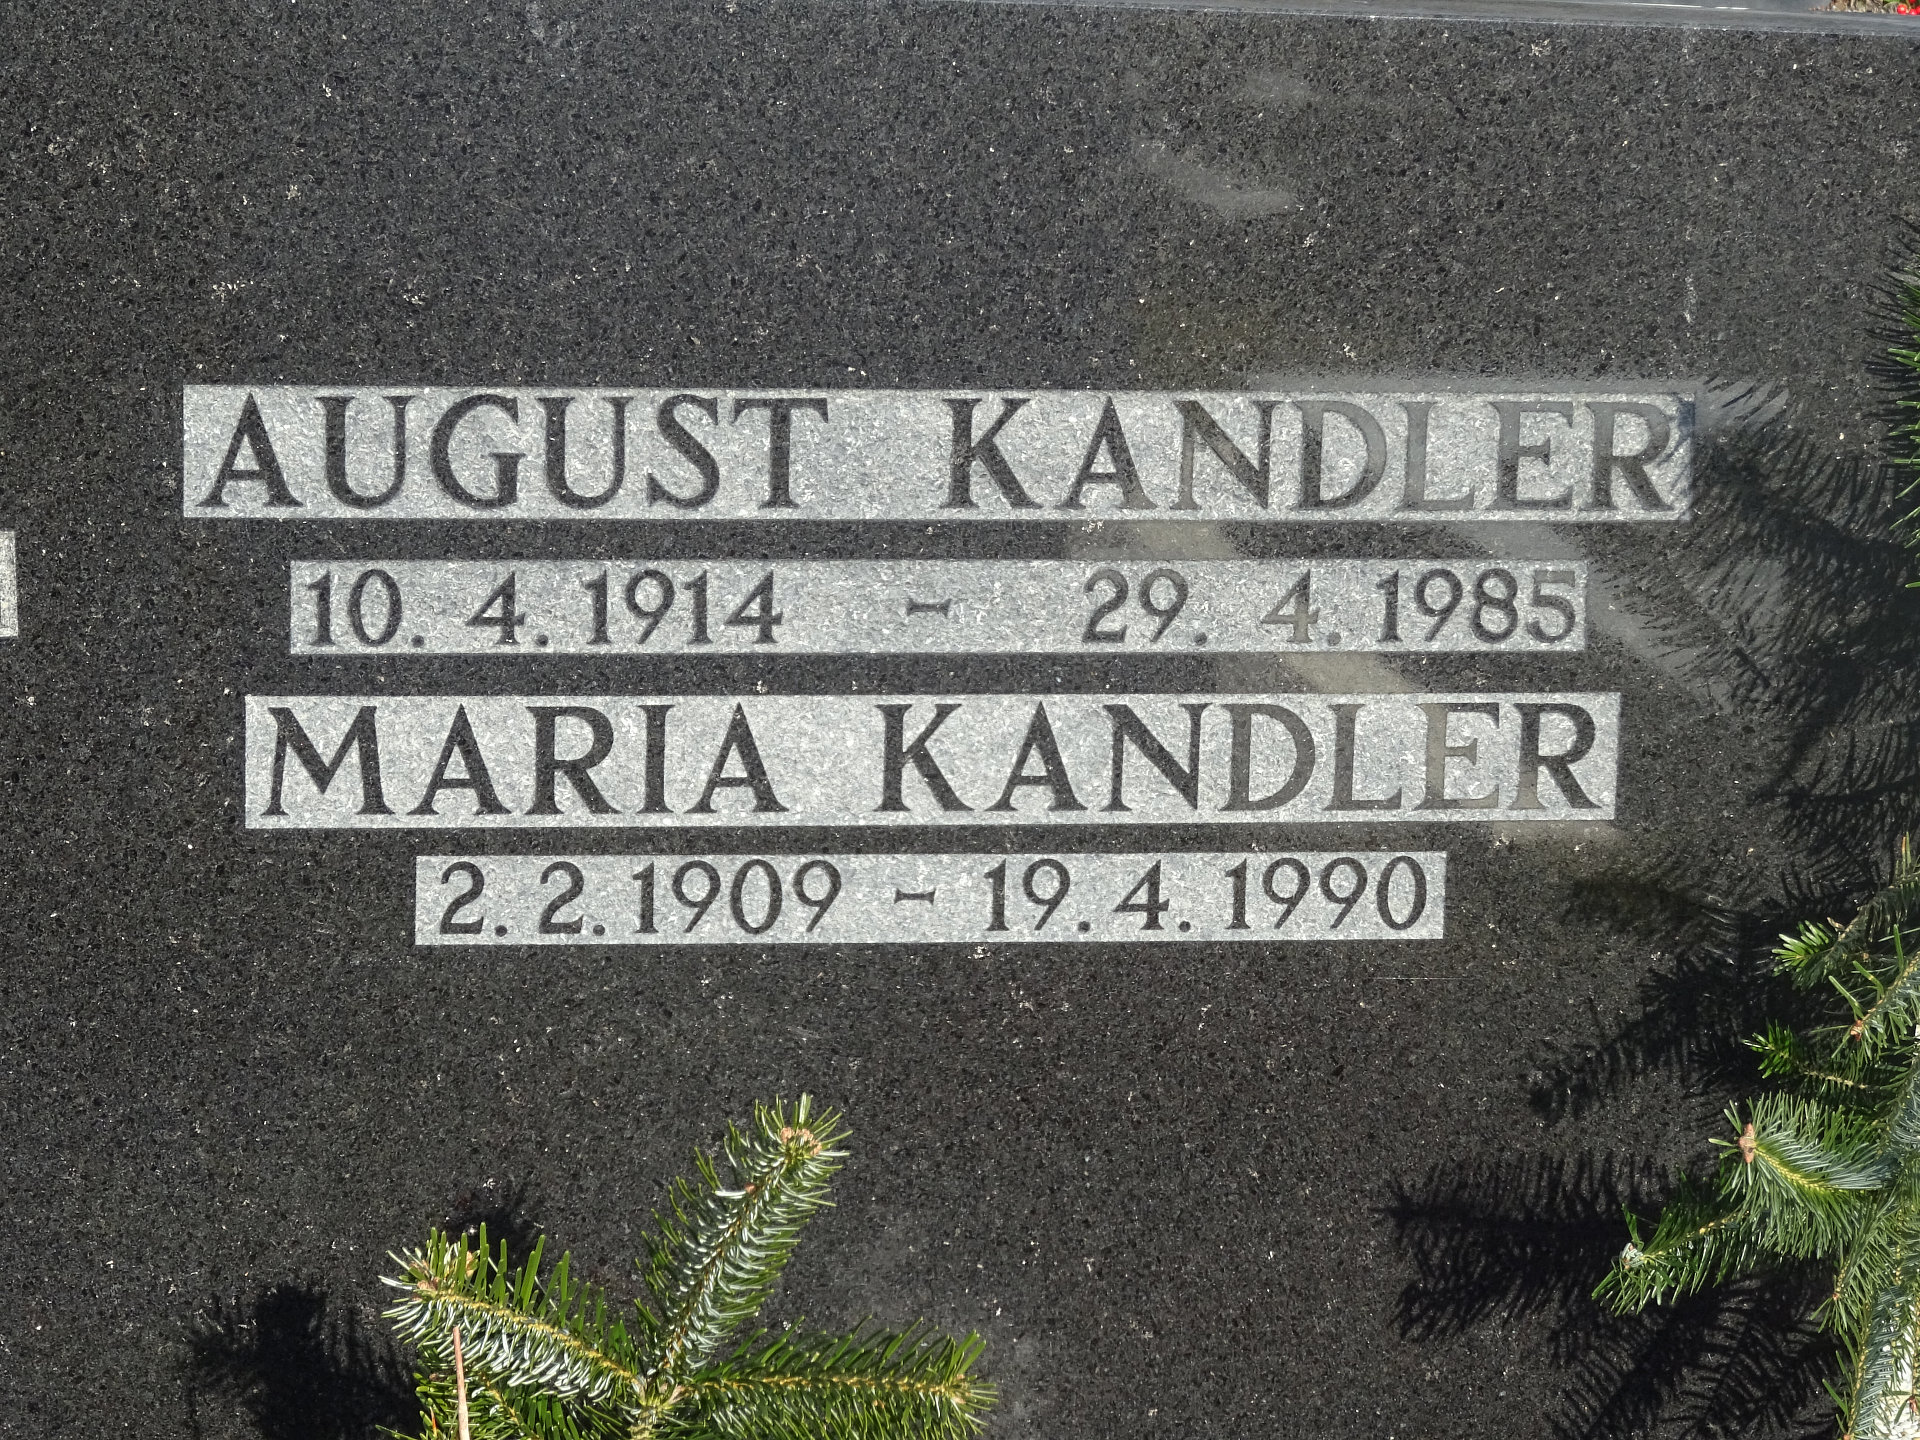 AUGUST KANDLER
10. 4. 1914 - 29. 4. 1985
MARIA KANDLER
2. 2. 1909 - 19. 4. 1990